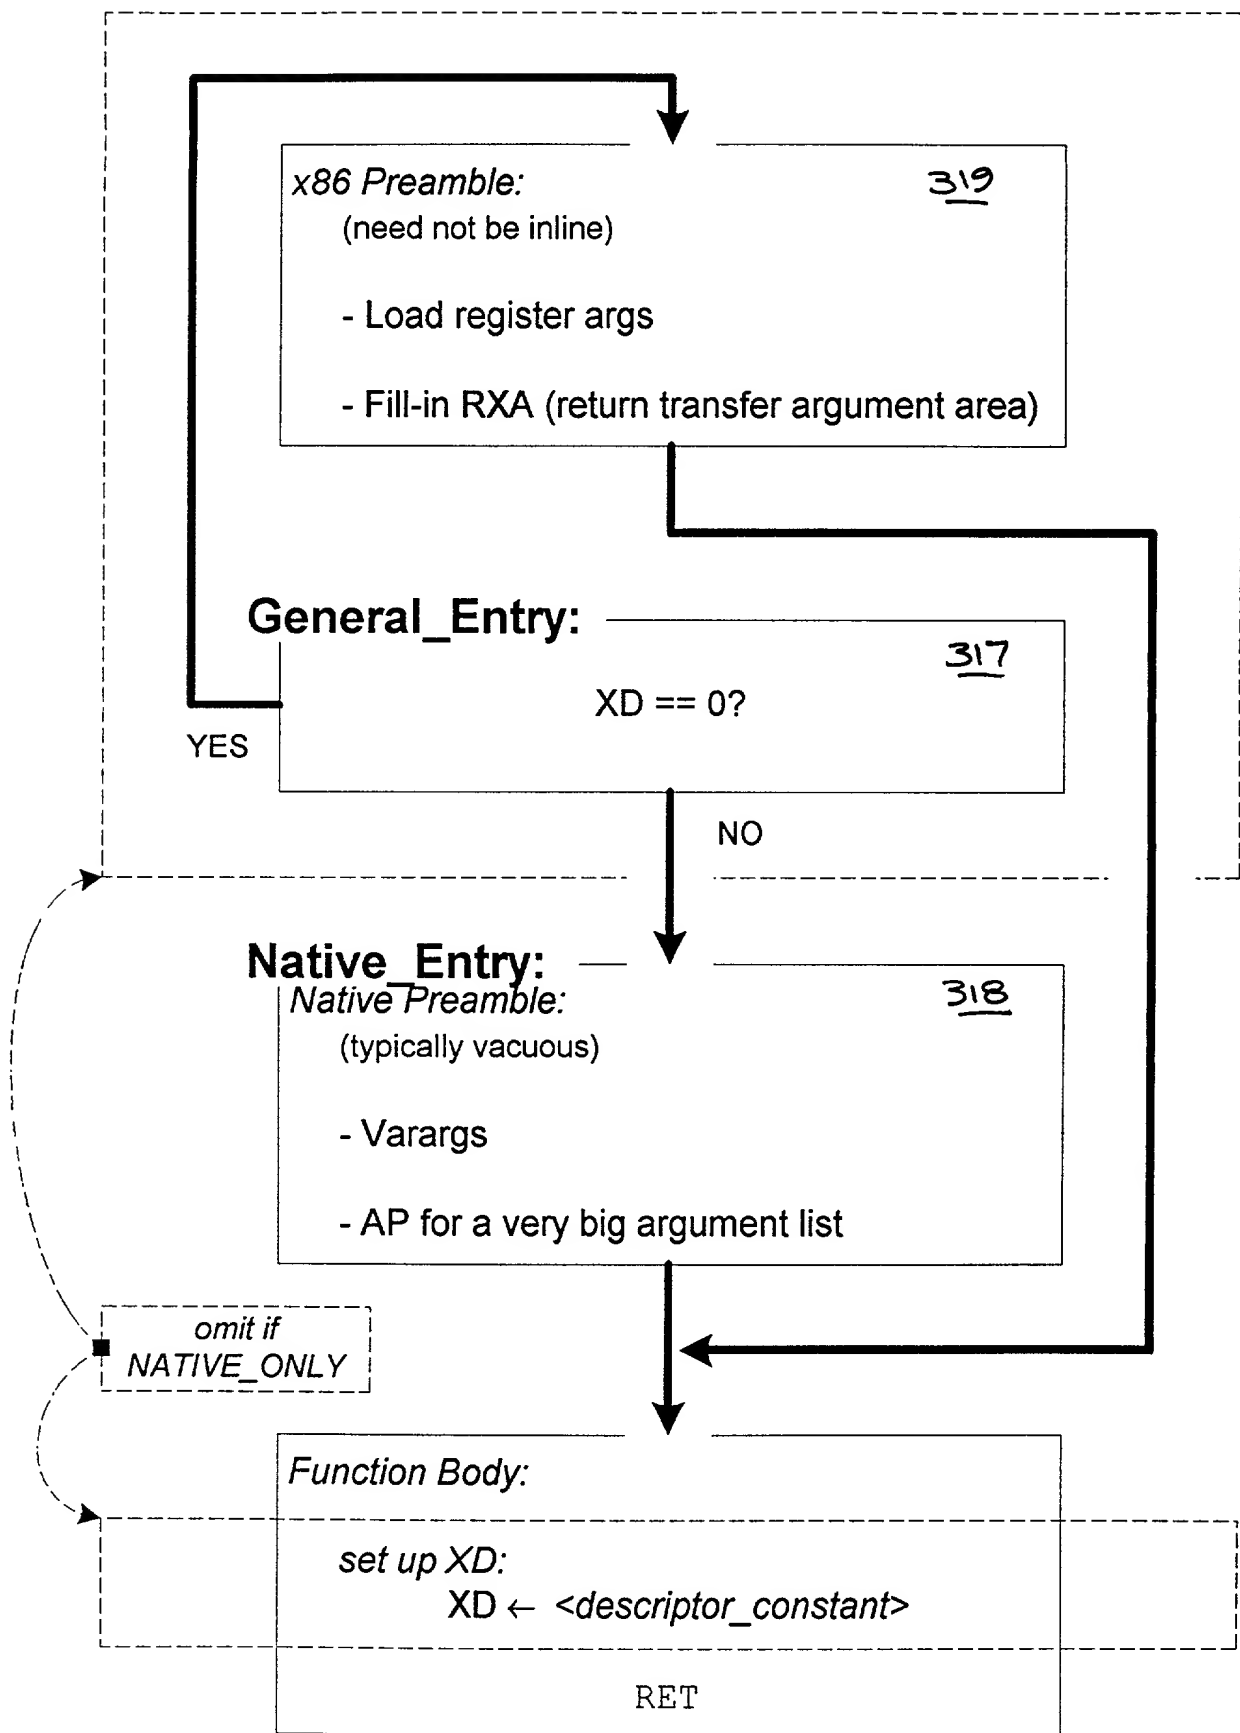 x86 Preamble: 319
(need not be inline)
- Load register args
- Fill-in RXA (return transfer argument area)
General_Entry:
317
XD == 0?
YES
NO
Native_Entry:
Native Preamble: 318
(typically vacuous)
- Varargs
- AP for a very big argument list
omit if
NATIVE_ONLY
Function Body:
set up XD:
XD ← <descriptor_constant>
RET